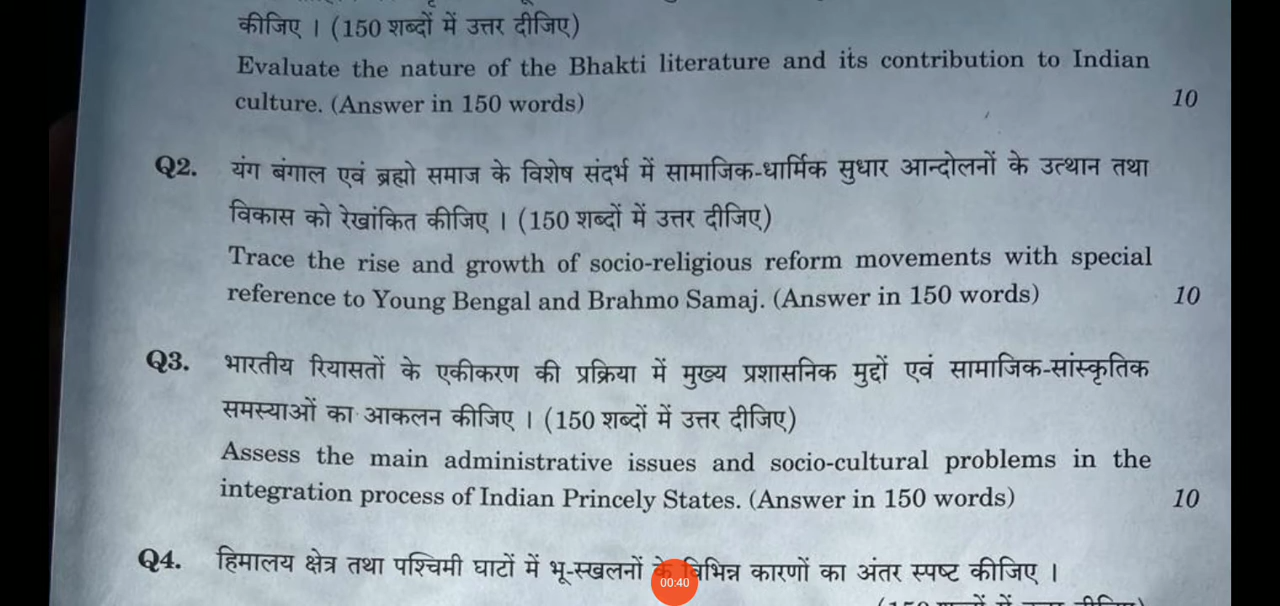 कीजिए । (150 शब्दों में उत्तर दीजिए)
Evaluate the nature of the Bhakti literature and its contribution to Indian
culture. (Answer in 150 words) 10
Q2. यंग बंगाल एवं ब्रह्मो समाज के विशेष संदर्भ में सामाजिक-धार्मिक सुधार आन्दोलनों के उत्थान तथा
विकास को रेखांकित कीजिए । (150 शब्दों में उत्तर दीजिए)
Trace the rise and growth of socio-religious reform movements with special
reference to Young Bengal and Brahmo Samaj. (Answer in 150 words) 10
Q3. भारतीय रियासतों के एकीकरण की प्रक्रिया में मुख्य प्रशासनिक मुद्दों एवं सामाजिक-सांस्कृतिक
समस्याओं का आकलन कीजिए । (150 शब्दों में उत्तर दीजिए)
Assess the main administrative issues and socio-cultural problems in the
integration process of Indian Princely States. (Answer in 150 words) 10
Q4. हिमालय क्षेत्र तथा पश्चिमी घाटों में भू-स्खलनों के विभिन्न कारणों का अंतर स्पष्ट कीजिए ।
00:40